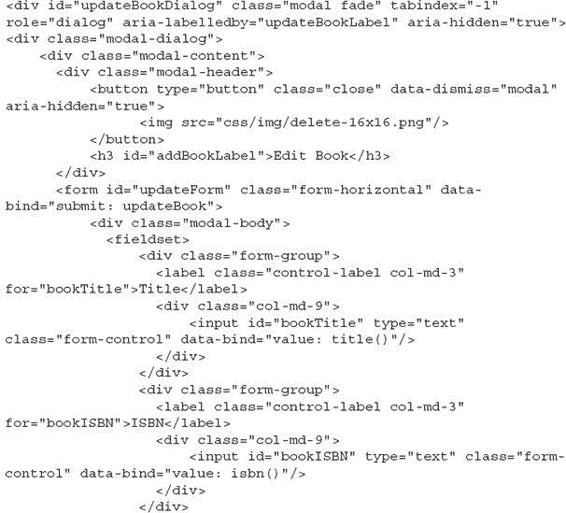 <div id="updateBookDialog" class="modal fade" tabindex="-1"
role="dialog" aria-labelledby="updateBookLabel" aria-hidden="true">
<div class="modal-dialog">
<div class="modal-content">
<div class="modal-header">
<button type="button" class="close" data-dismiss="modal"
aria-hidden="true">
<img src="css/img/delete-16x16.png"/>
</button>
<h3 id="addBookLabel">Edit Book</h3>
</div>
<form id="updateForm" class="form-horizontal" data-
bind="submit: updateBook">
<div class="modal-body">
<fieldset>
<div class="form-group">
<label class="control-label col-md-3"
for="bookTitle">Title</label>
<div class="col-md-9">
<input id="bookTitle" type="text"
class="form-control" data-bind="value: title()"/>
</div>
</div>
<div class="form-group">
<label class="control-label col-md-3"
for="bookISBN">ISBN</label>
<div class="col-md-9">
<input id="bookISBN" type="text" class="form-
control" data-bind="value: isbn()"/>
</div>
</div>